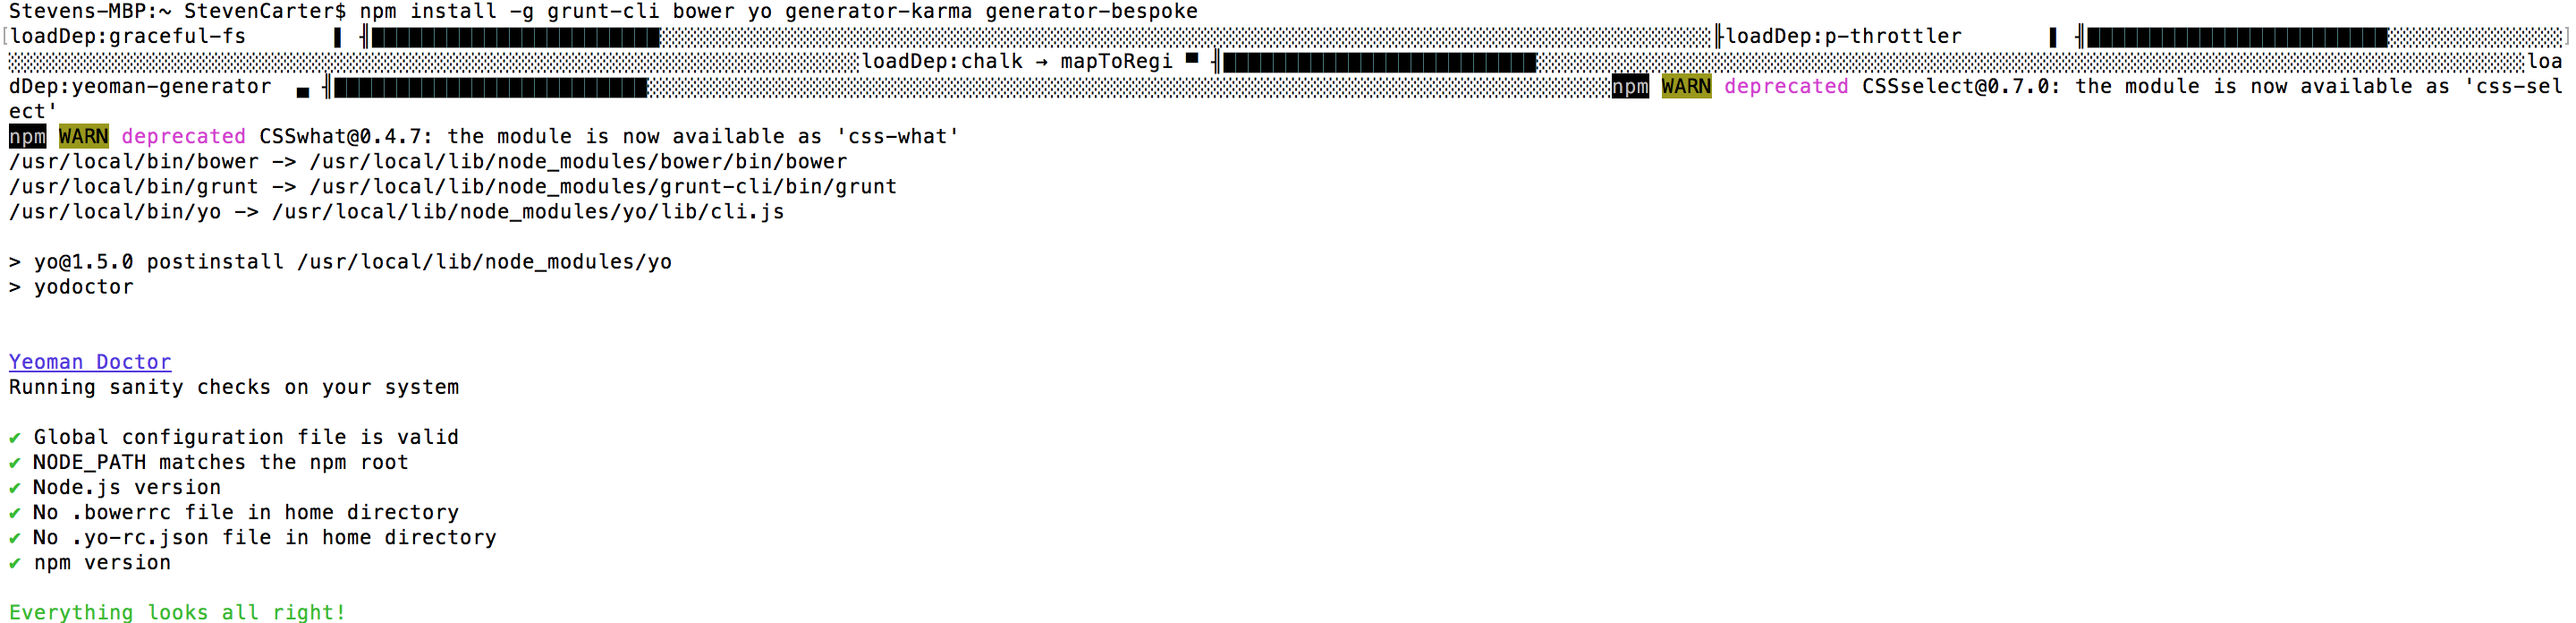 Stevens-MBP:~ StevenCarter$ npm install -g grunt-cli bower yo generator-karma generator-bespoke
[loadDep:graceful-fs ▌ ╢█████████████████████████░░░░░░░░░░░░░░░░░░░░░░░░░╟loadDep:p-throttler ▌ ╢█████████████████████████░░░░░░░░░░░░░░]
░░░░░░░░░░░░░░░░░░░░░░░░░loadDep:chalk → mapToRegi ▀ ╢█████████████████████████░░░░░░░░░░░░░░░░░░░░░░░░░loa
dDep:yeoman-generator ▄ ╢█████████████████████████░░░░░░░░░░░░░░░░░░░░░░░░░npm WARN deprecated CSSselect@0.7.0: the module is now available as 'css-sel
ect'
npm WARN deprecated CSSwhat@0.4.7: the module is now available as 'css-what'
/usr/local/bin/bower -> /usr/local/lib/node_modules/bower/bin/bower
/usr/local/bin/grunt -> /usr/local/lib/node_modules/grunt-cli/bin/grunt
/usr/local/bin/yo -> /usr/local/lib/node_modules/yo/lib/cli.js
> yo@1.5.0 postinstall /usr/local/lib/node_modules/yo
> yodoctor
Yeoman Doctor
Running sanity checks on your system
✔ Global configuration file is valid
✔ NODE_PATH matches the npm root
✔ Node.js version
✔ No .bowerrc file in home directory
✔ No .yo-rc.json file in home directory
✔ npm version
Everything looks all right!